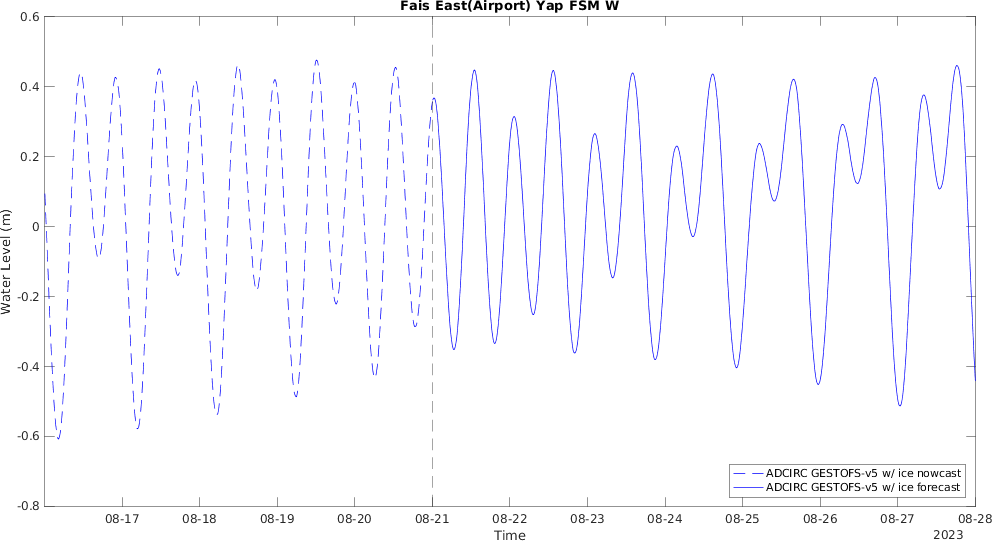 Fais East(Airport) Yap FSM W
0.6
0.4
0.2
0
-0.2
-0.4
-0.6
-0.8
Water Level (m)
ADCIRC GESTOFS-v5 w/ ice nowcast
ADCIRC GESTOFS-v5 w/ ice forecast
08-17 08-18 08-19 08-20 08-21 08-22 08-23 08-24 08-25 08-26 08-27 08-28
Time
2023